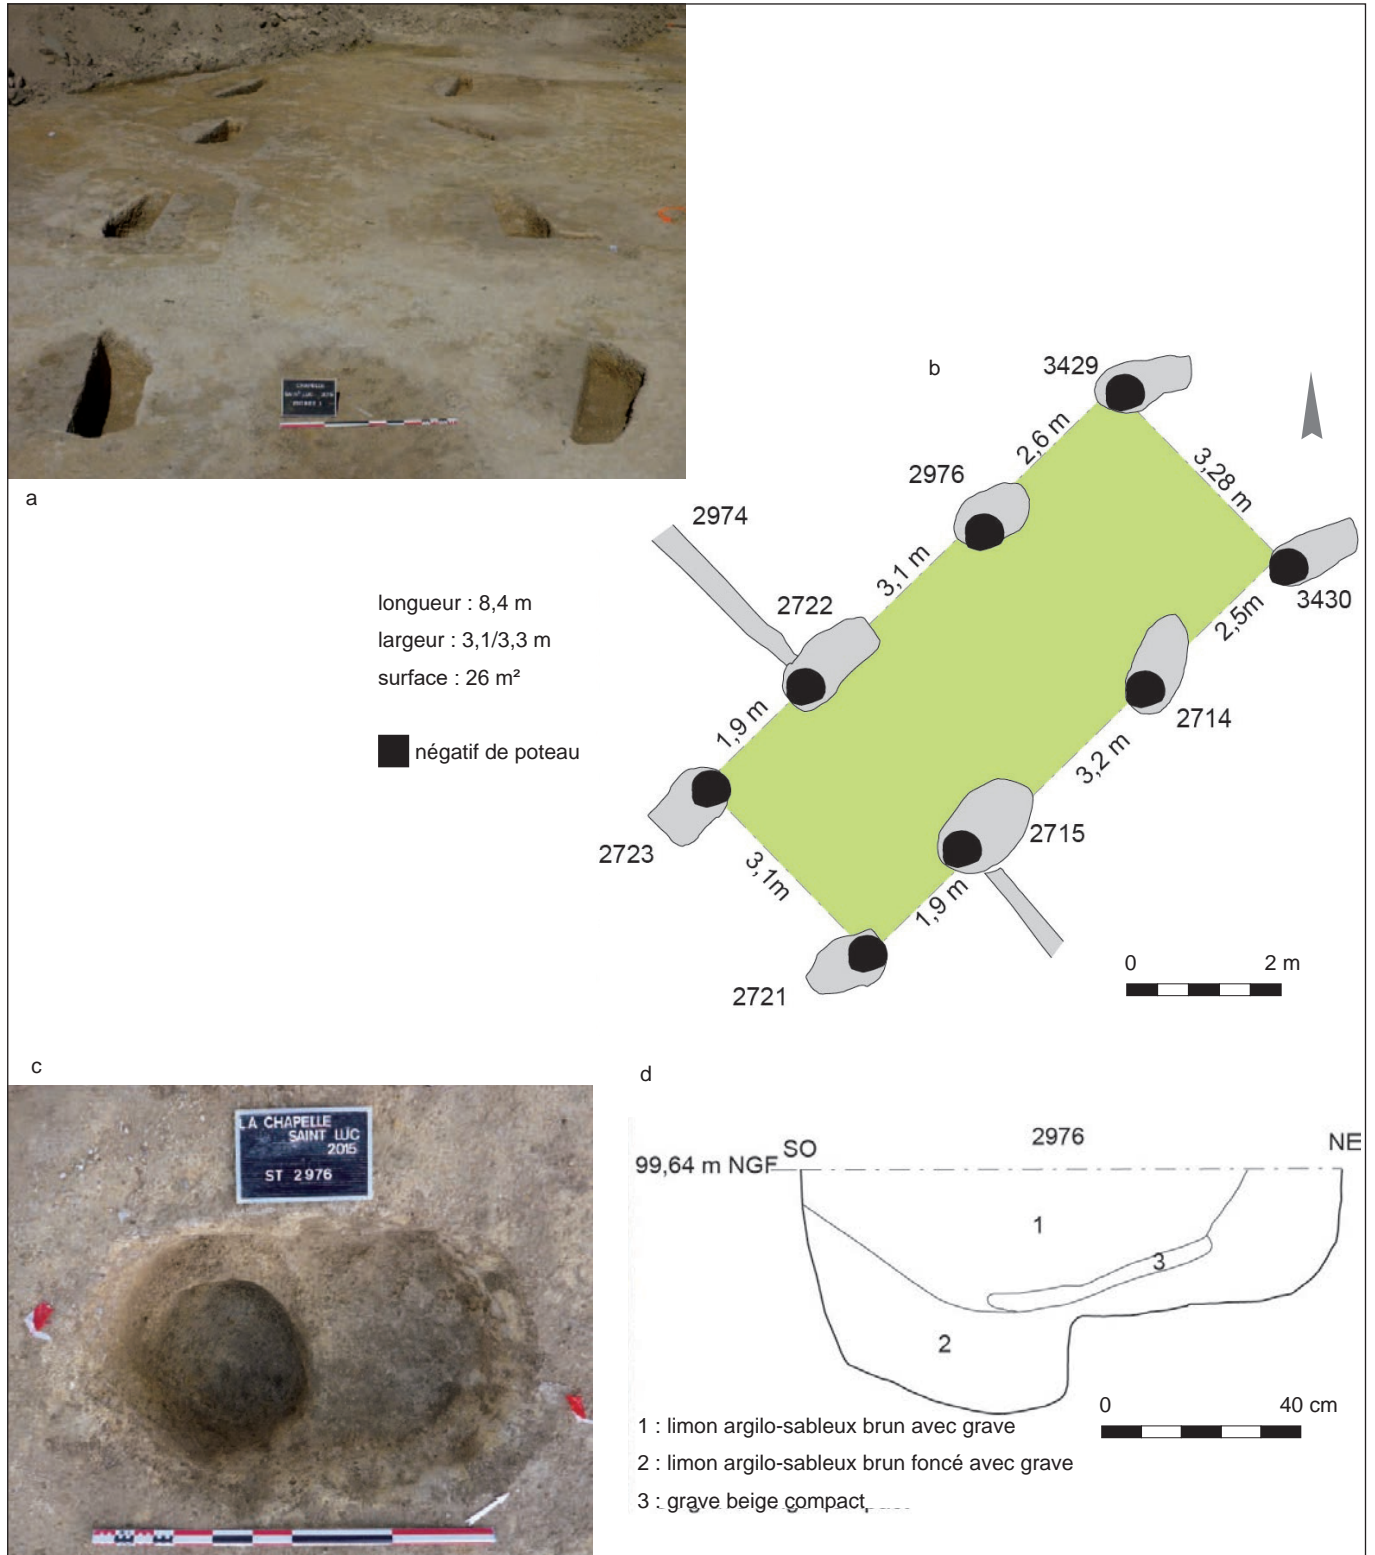 CHAPELLE
a
b
3429
2,6 m
2976
3,28 m
2974
3,1 m
2722
3430
2,5m
longueur : 8,4 m
largeur : 3,1/3,3 m
surface : 26 m²
2714
1,9 m
3,2 m
négatif de poteau
2715
2723
3,1m
1,9 m
2721
0 2 m
c
LA CHAPELLE
SAINT LUC
2015
ST 2976
d
2976
SO NE
99,64 m NGF
1
3
2
0 40 cm
1 : limon argilo-sableux brun avec grave
2 : limon argilo-sableux brun foncé avec grave
3 : grave beige compact